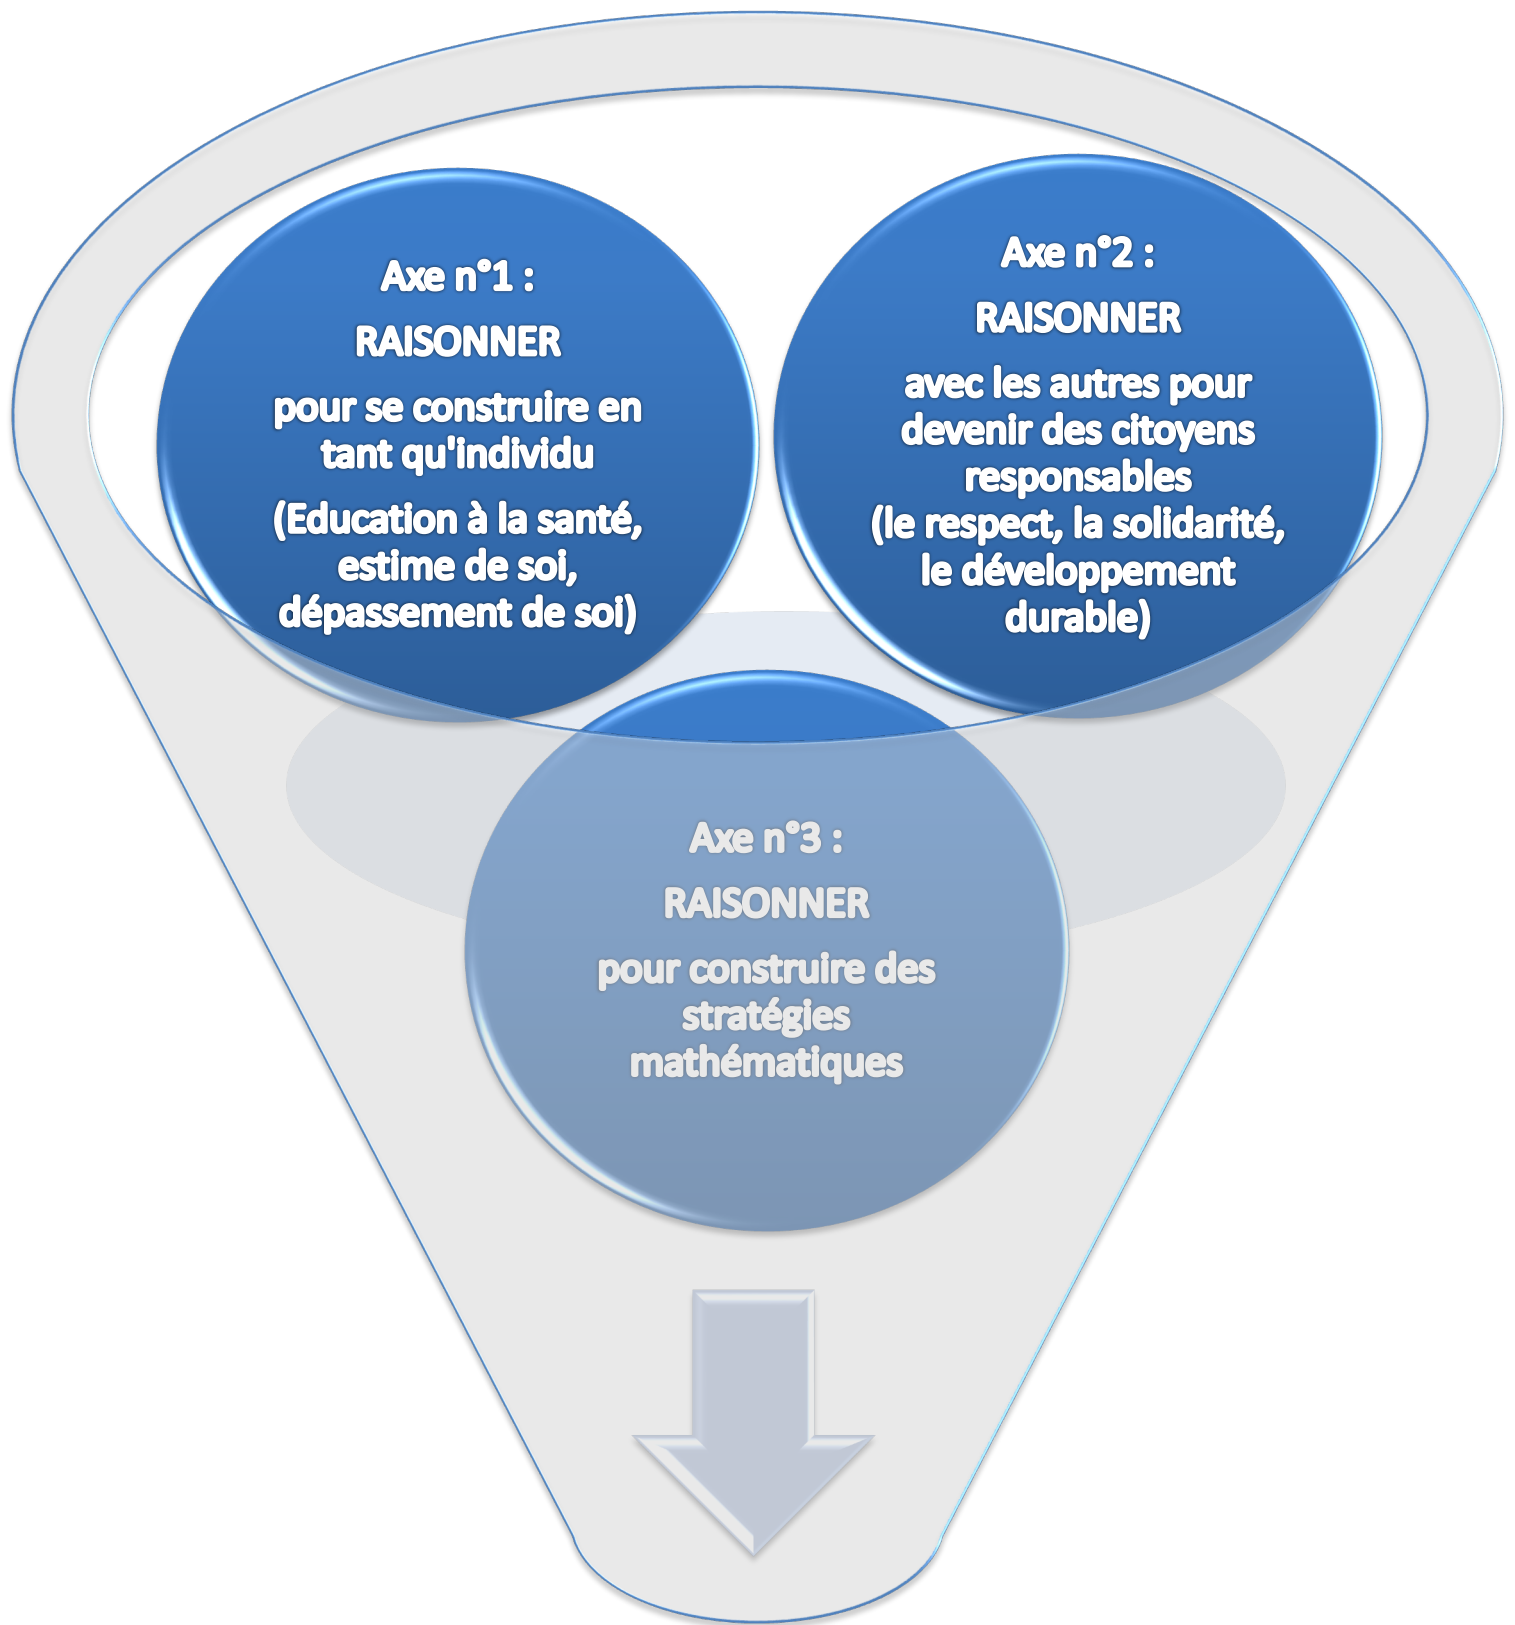 Axe n°1 :
RAISONNER
pour se construire en
tant qu'individu
(Education à la santé,
estime de soi,
dépassement de soi)
Axe n°2 :
RAISONNER
avec les autres pour
devenir des citoyens
responsables
(le respect, la solidarité,
le développement
durable)
Axe n°3 :
RAISONNER
pour construire des
stratégies
mathématiques